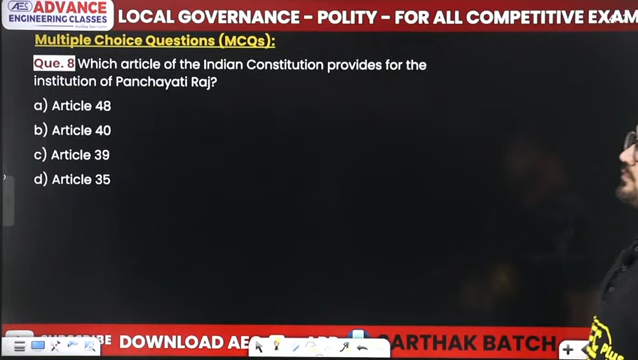 AES ADVANCE
ENGINEERING CLASSES
LOCAL GOVERNANCE - POLITY - FOR ALL COMPETITIVE EXAM
Multiple Choice Questions (MCQs):
Que. 8 Which article of the Indian Constitution provides for the
institution of Panchayati Raj?
a) Article 48
b) Article 40
c) Article 39
d) Article 35
DOWNLOAD AE
SARTHAK BATCH